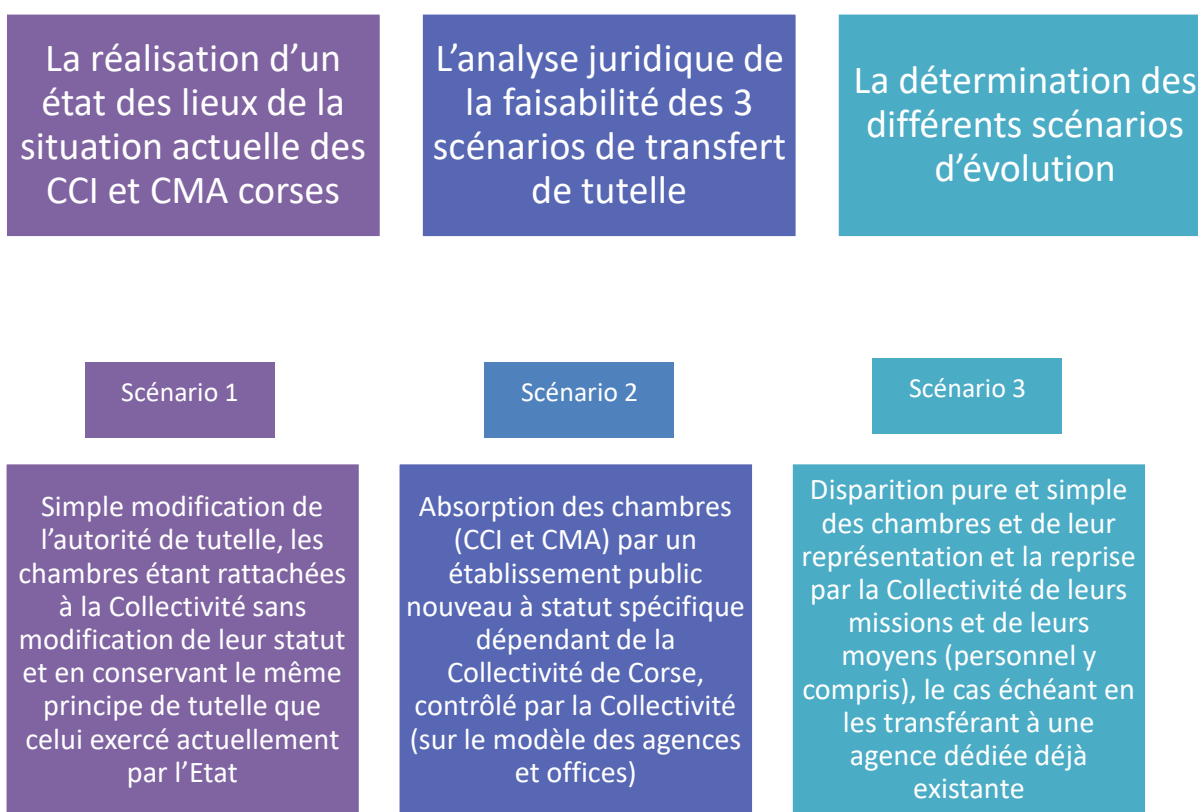 La réalisation d’un
état des lieux de la
situation actuelle des
CCI et CMA corses
L’analyse juridique de
la faisabilité des 3
scénarios de transfert
de tutelle
La détermination des
différents scénarios
d’évolution
Scénario 1
Scénario 2
Scénario 3
Simple modification de
l’autorité de tutelle, les
chambres étant rattachées
à la Collectivité sans
modification de leur statut
et en conservant le même
principe de tutelle que
celui exercé actuellement
par l’Etat
Absorption des chambres
(CCI et CMA) par un
établissement public
nouveau à statut spécifique
dépendant de la
Collectivité de Corse,
contrôlé par la Collectivité
(sur le modèle des agences
et offices)
Disparition pure et simple
des chambres et de leur
représentation et la reprise
par la Collectivité de leurs
missions et de leurs
moyens (personnel y
compris), le cas échéant en
les transférant à une
agence dédiée déjà
existante